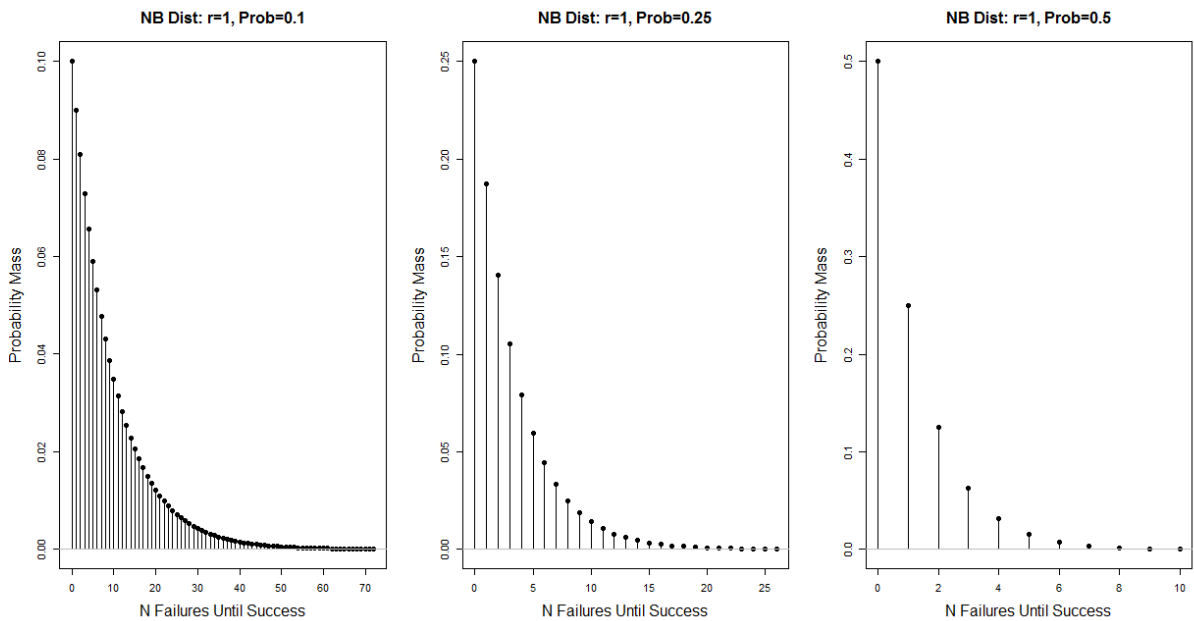 NB Dist: r=1, Prob=0.1
Probability Mass
0.10
0.08
0.06
0.04
0.02
0.00
0 10 20 30 40 50 60 70
N Failures Until Success
NB Dist: r=1, Prob=0.25
Probability Mass
0.25
0.20
0.15
0.10
0.05
0.00
0 5 10 15 20 25
N Failures Until Success
NB Dist: r=1, Prob=0.5
Probability Mass
0.5
0.4
0.3
0.2
0.1
0.0
0 2 4 6 8 10
N Failures Until Success